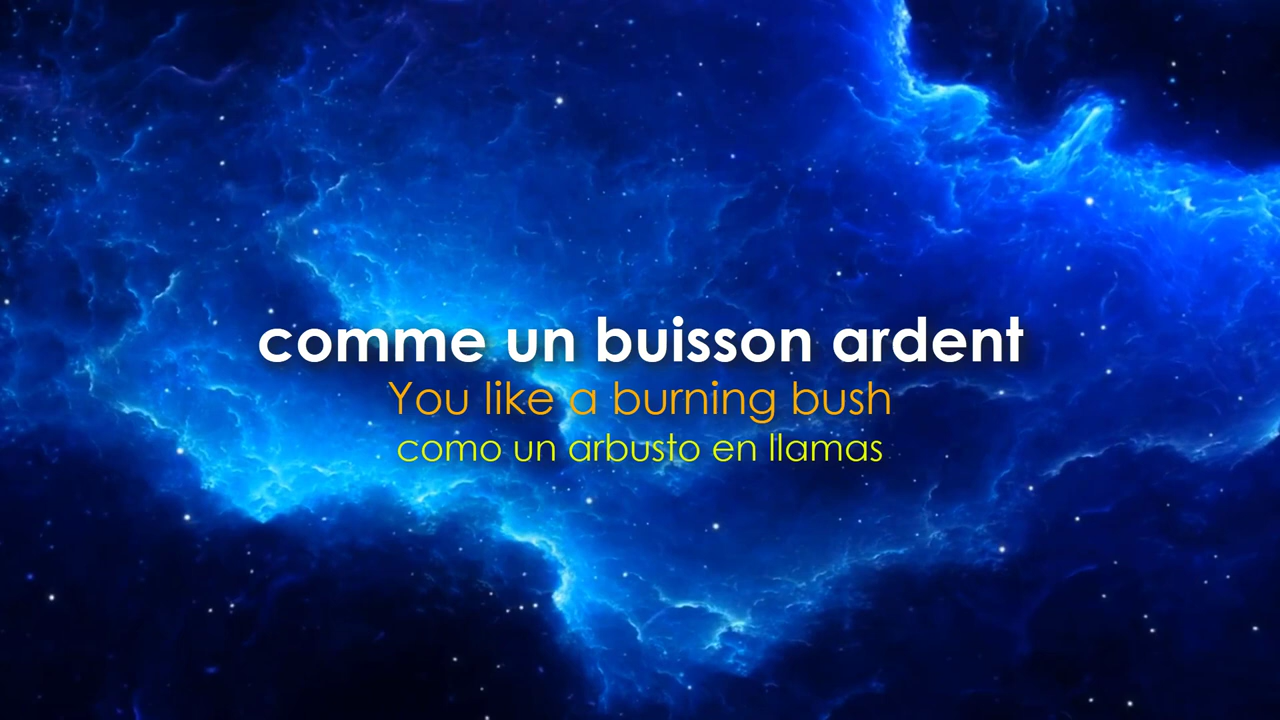 comme un buisson ardent
You like a burning bush
como un arbusto en llamas